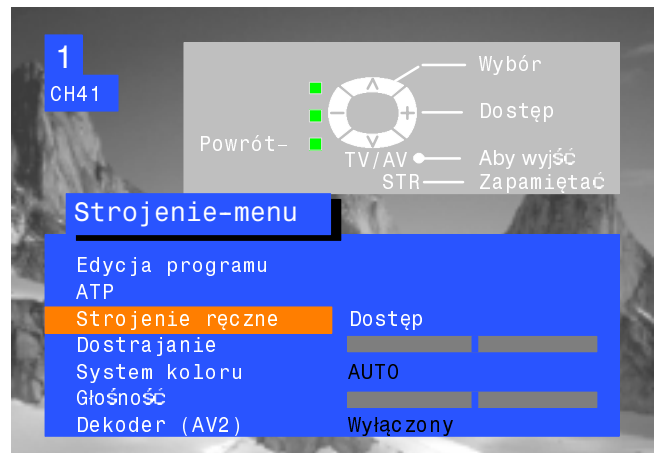 1
CH41
Wybór
Dostęp
Powrót–
TV/AV Aby wyjść
STR Zapamiętać
Strojenie–menu
Edycja programu
ATP
Strojenie ręczne Dostęp
Dostrajanie
System koloru AUTO
Głośność
Dekoder (AV2) Wyłączony